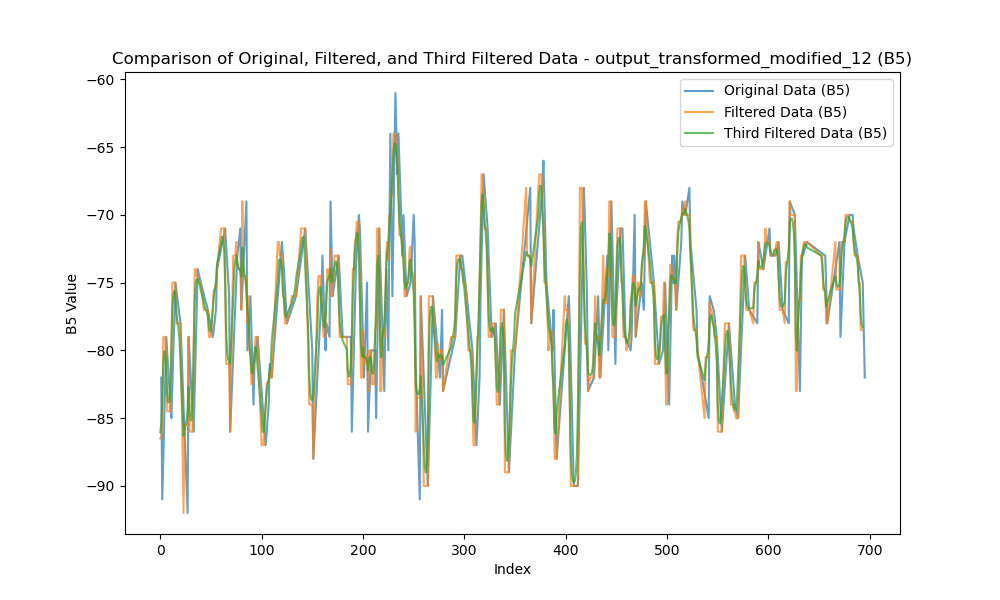 Comparison of Original, Filtered, and Third Filtered Data - output_transformed_modified_12 (B5)
Original Data (B5)
Filtered Data (B5)
Third Filtered Data (B5)
B5 Value
−60
−65
−70
−75
−80
−85
−90
0 100 200 300 400 500 600 700
Index